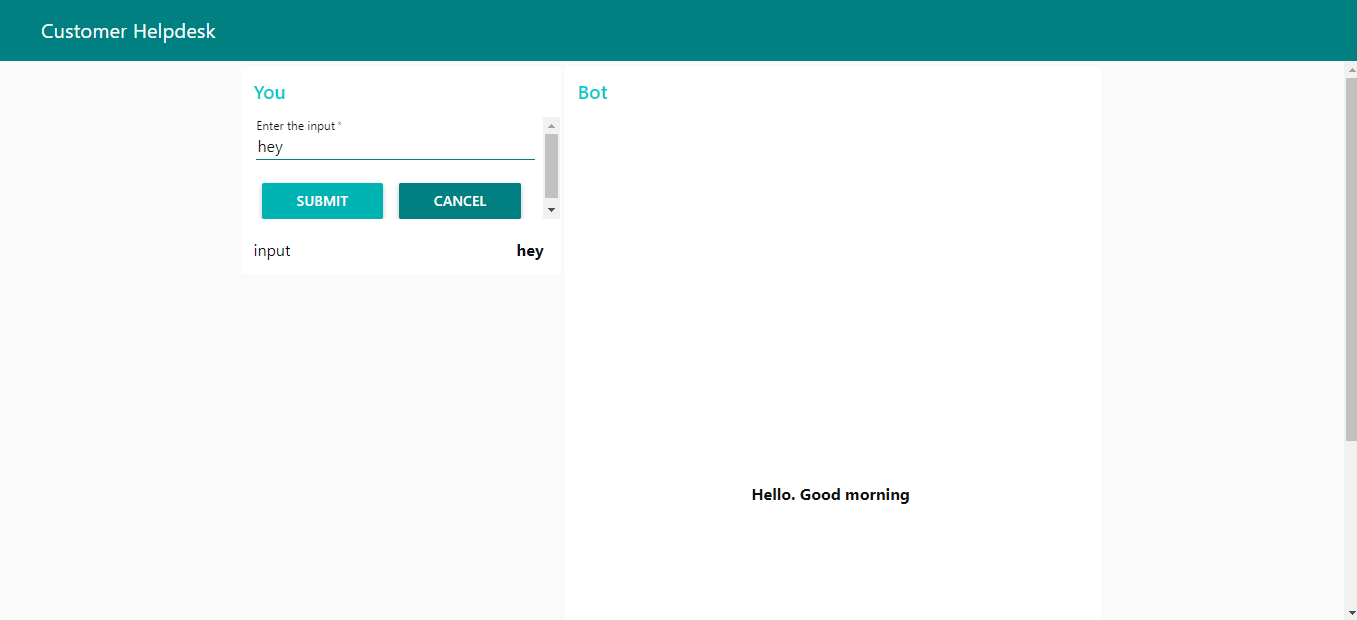 Customer Helpdesk
You
Enter the input *
hey
SUBMIT CANCEL
input hey
Bot
Hello. Good morning